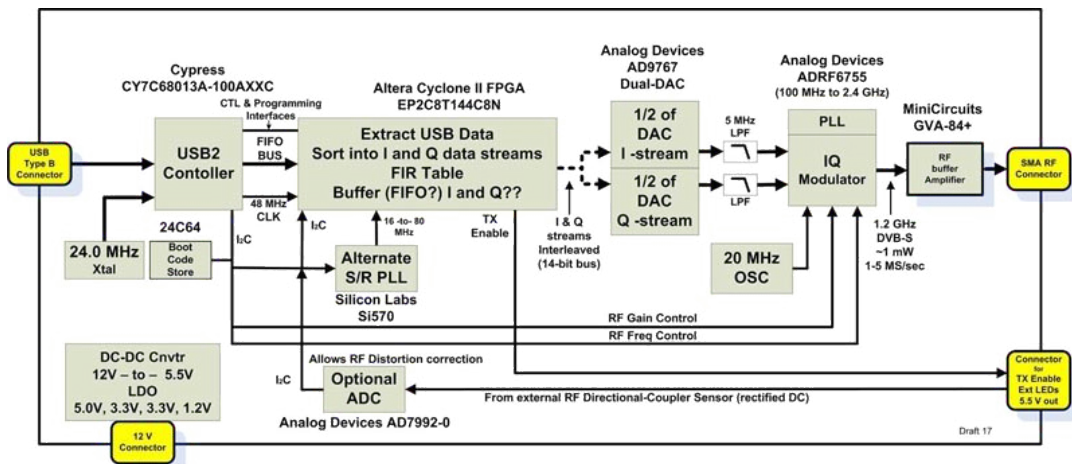 Cypress
CY7C68013A-100AXXC
CTL & Programming
Interfaces
FIFO
BUS
USB
Type B
Connector
USB2
Contoller
48 MHz
CLK
24.0 MHz
Xtal
24C64
Boot
Code
Store
I₂C
I₂C
Altera Cyclone II FPGA
EP2C8T144C8N
Extract USB Data
Sort into I and Q data streams
FIR Table
Buffer (FIFO?) I and Q??
16 -to- 80
MHz
TX
Enable
Alternate
S/R PLL
Silicon Labs
Si570
I & Q
streams
Interleaved
(14-bit bus)
Analog Devices
AD9767
Dual-DAC
1/2 of
DAC
I -stream
1/2 of
DAC
Q -stream
5 MHz
LPF
LPF
Analog Devices
ADRF6755
(100 MHz to 2.4 GHz)
PLL
IQ
Modulator
20 MHz
OSC
MiniCircuits
GVA-84+
RF
buffer
Amplifier
SMA RF
Connector
1.2 GHz
DVB-S
~1 mW
1-5 MS/sec
RF Gain Control
RF Freq Control
DC-DC Cnvtr
12V – to – 5.5V
LDO
5.0V, 3.3V, 3.3V, 1.2V
12 V
Connector
Allows RF Distortion correction
I₂C
Optional
ADC
Analog Devices AD7992-0
From external RF Directional-Coupler Sensor (rectified DC)
Connector
for
TX Enable
Ext LEDs
5.5 V out
Draft 17